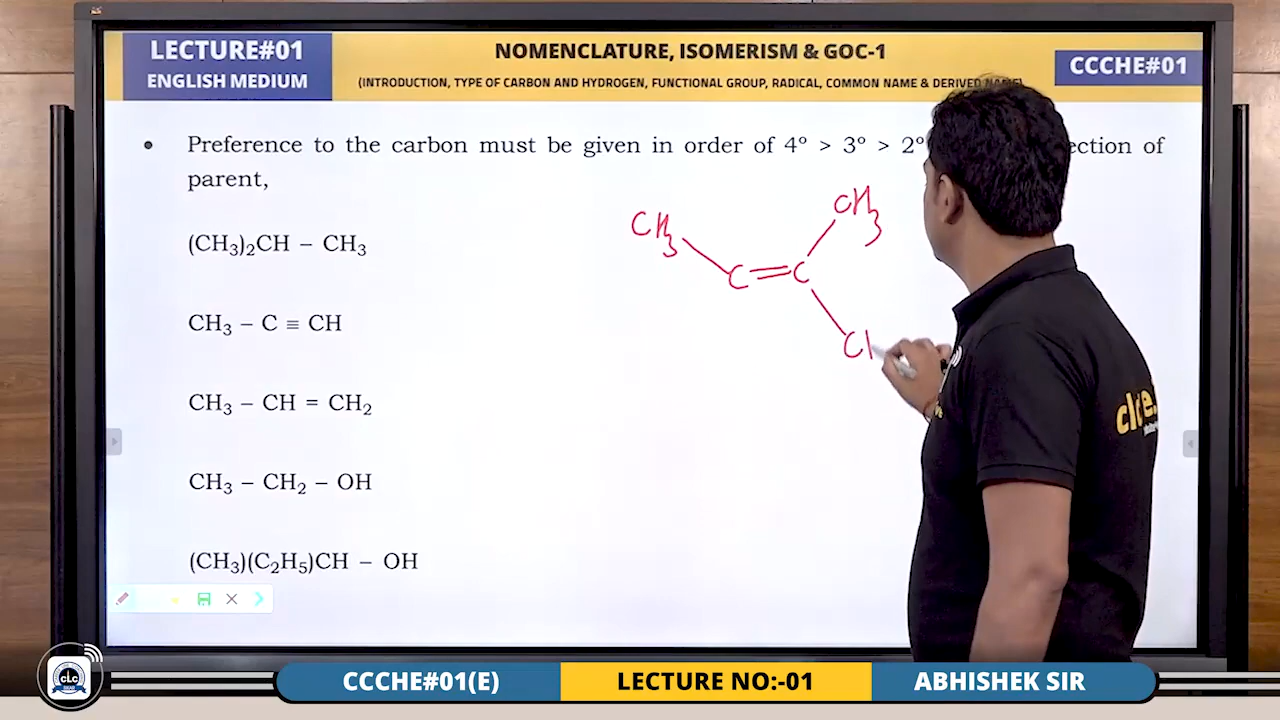 LECTURE#01
ENGLISH MEDIUM
NOMENCLATURE, ISOMERISM & GOC-1
(INTRODUCTION, TYPE OF CARBON AND HYDROGEN, FUNCTIONAL GROUP, RADICAL, COMMON NAME & DERIVED NAME)
CCCHE#01
• Preference to the carbon must be given in order of 4° > 3° > 2° of
parent,
(CH₃)₂CH – CH₃
CH₃ – C ≡ CH
CH₃ – CH = CH₂
CH₃ – CH₂ – OH
(CH₃)(C₂H₅)CH – OH
CH₃
CH₃
C=C
CCCHE#01(E)
LECTURE NO:-01
ABHISHEK SIR
CLC
SIKAR